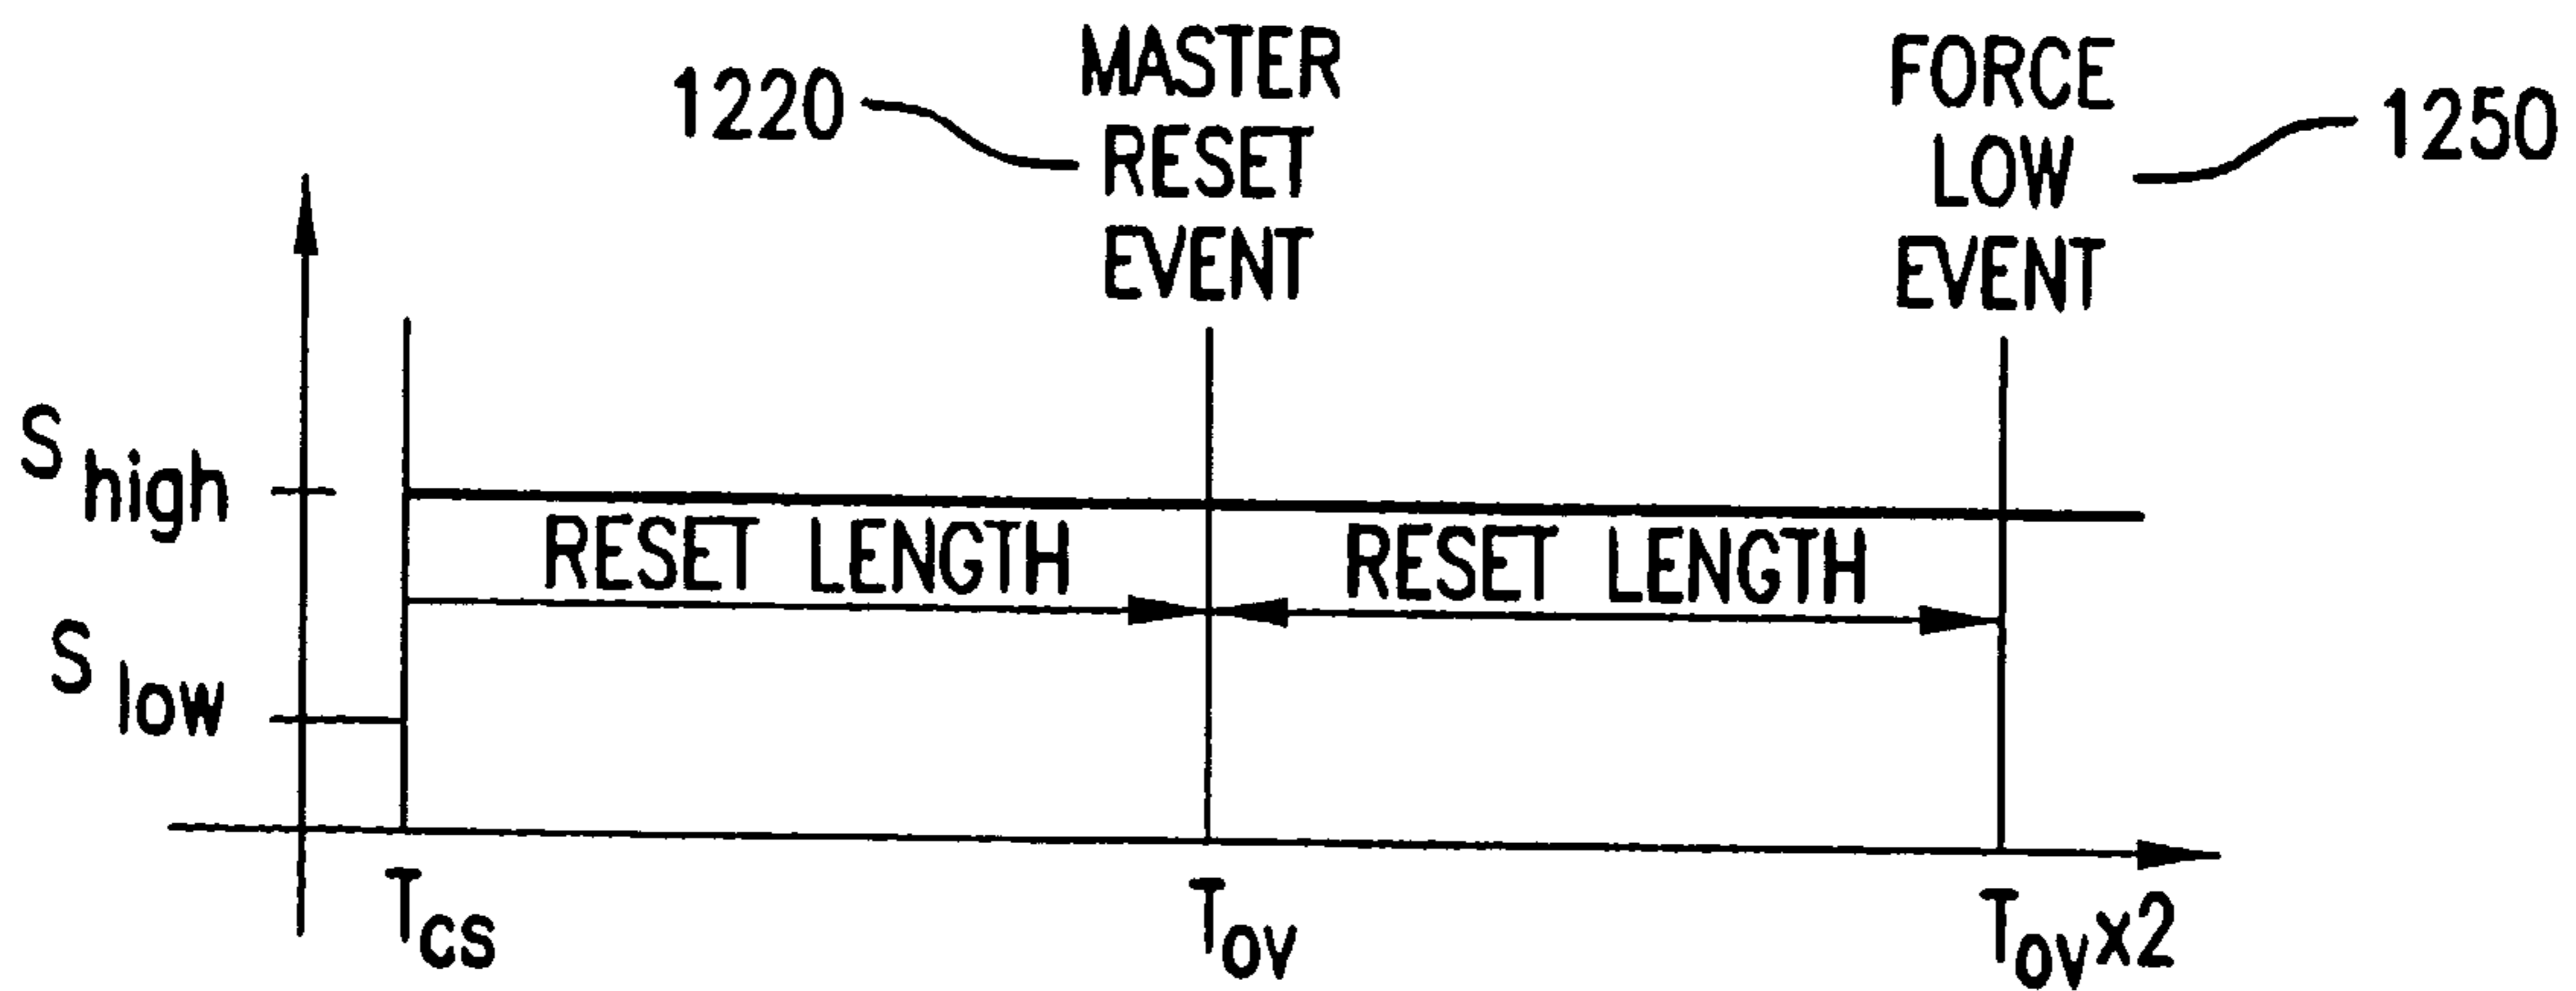 1220
MASTER
RESET
EVENT
FORCE
LOW
EVENT
1250
S high
RESET LENGTH
RESET LENGTH
S low
Tcs
Tov
Tovx2